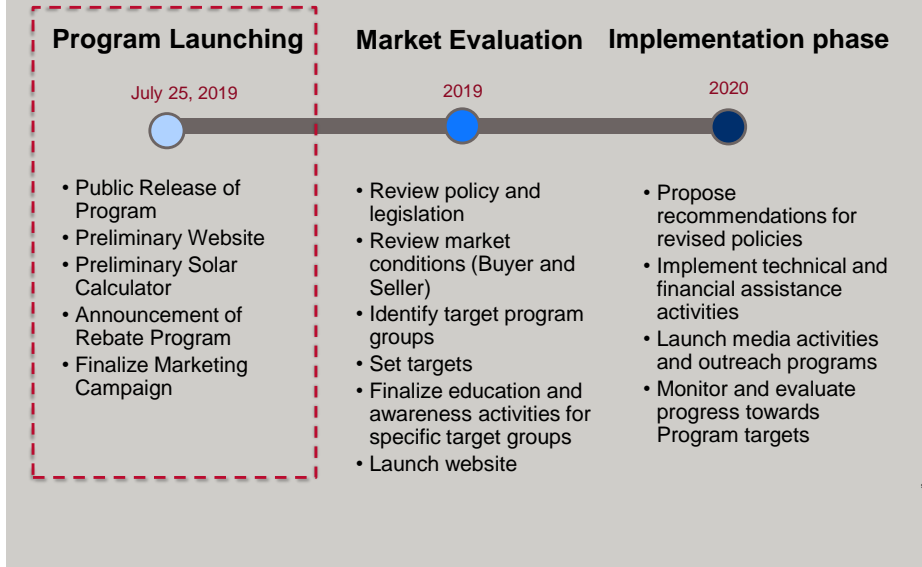 Program Launching
July 25, 2019
• Public Release of
Program
• Preliminary Website
• Preliminary Solar
Calculator
• Announcement of
Rebate Program
• Finalize Marketing
Campaign
Market Evaluation
2019
• Review policy and
legislation
• Review market
conditions (Buyer and
Seller)
• Identify target program
groups
• Set targets
• Finalize education and
awareness activities for
specific target groups
• Launch website
Implementation phase
2020
• Propose
recommendations for
revised policies
• Implement technical and
financial assistance
activities
• Launch media activities
and outreach programs
• Monitor and evaluate
progress towards
Program targets